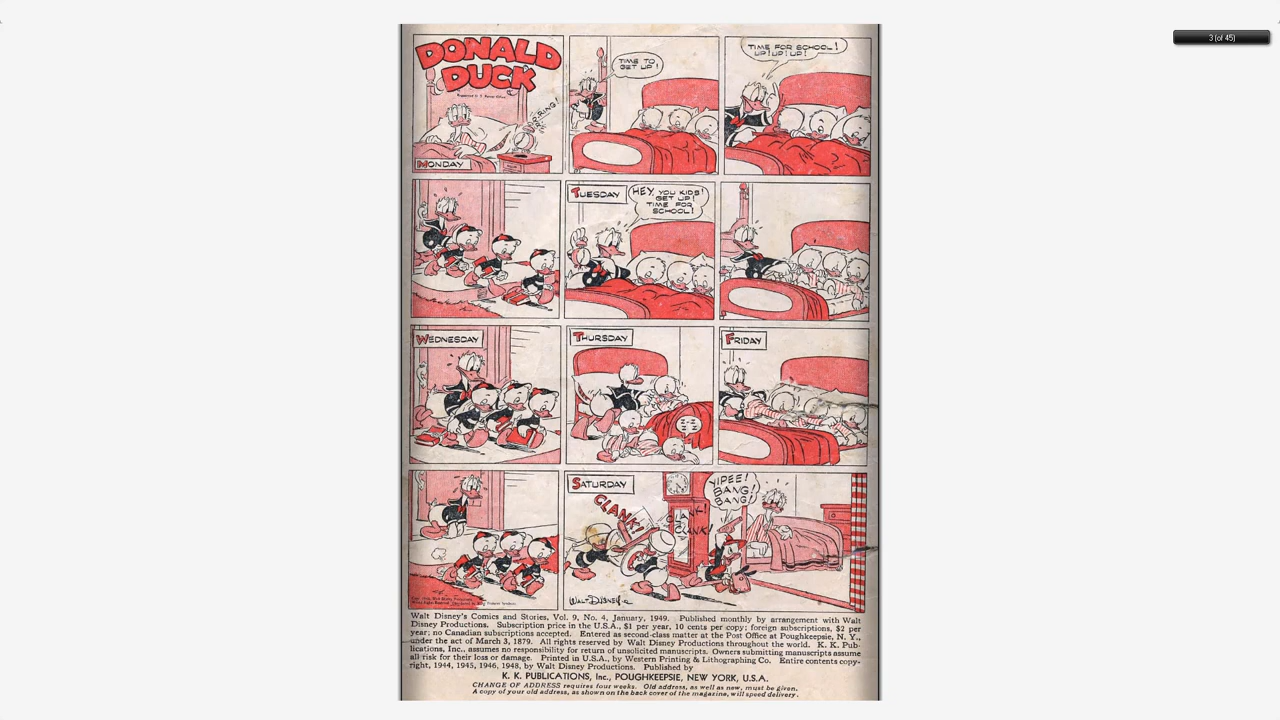 3 (of 45)
DONALD
DUCK
R-R-RING!
MONDAY
TIME TO
GET UP!
TIME FOR SCHOOL!
UP! UP! UP!
TUESDAY
HEY, YOU KIDS!
GET UP!
TIME FOR
SCHOOL!
WEDNESDAY
THURSDAY
FRIDAY
SATURDAY
CLANK!
CLANK!
CLANK!
YIPEE!
BANG!
BANG!
WALT DISNEY
Walt Disney's Comics and Stories, Vol. 9, No. 4, January, 1949. Published monthly by arrangement with Walt
Disney Productions. Subscription price in the U.S.A., $1 per year, 10 cents per copy; foreign subscriptions, $2 per
year; no Canadian subscriptions accepted. Entered as second-class matter at the Post Office at Poughkeepsie, N. Y.,
under the act of March 3, 1879. All rights reserved by Walt Disney Productions throughout the world. K. K. Pub-
lications, Inc., assumes no responsibility for return of unsolicited manuscripts. Owners submitting manuscripts assume
all risk for their loss or damage. Printed in U.S.A., by Western Printing & Lithographing Co. Entire contents copy-
right, 1944, 1945, 1946, 1948, by Walt Disney Productions. Published by
K. K. PUBLICATIONS, Inc., POUGHKEEPSIE, NEW YORK, U.S.A.
CHANGE OF ADDRESS requires four weeks. Old address, as well as new, must be given.
A copy of your old address, as shown on the back cover of the magazine, will speed delivery.